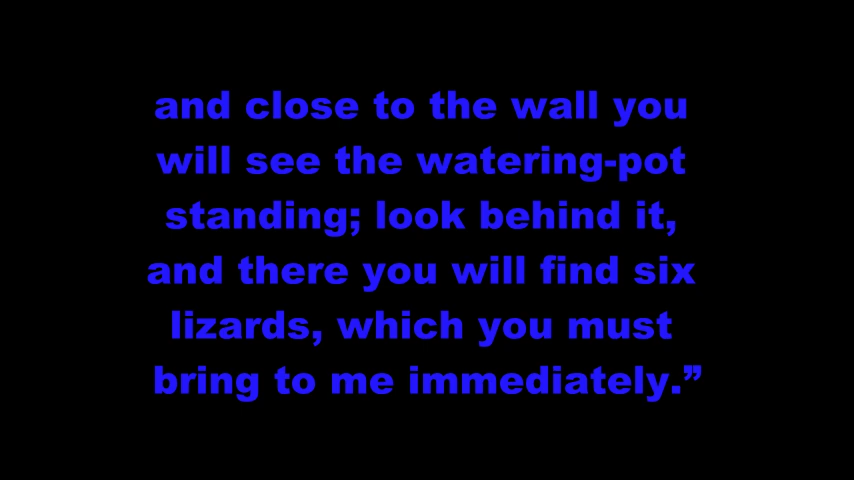 and close to the wall you
will see the watering-pot
standing; look behind it,
and there you will find six
lizards, which you must
bring to me immediately.”